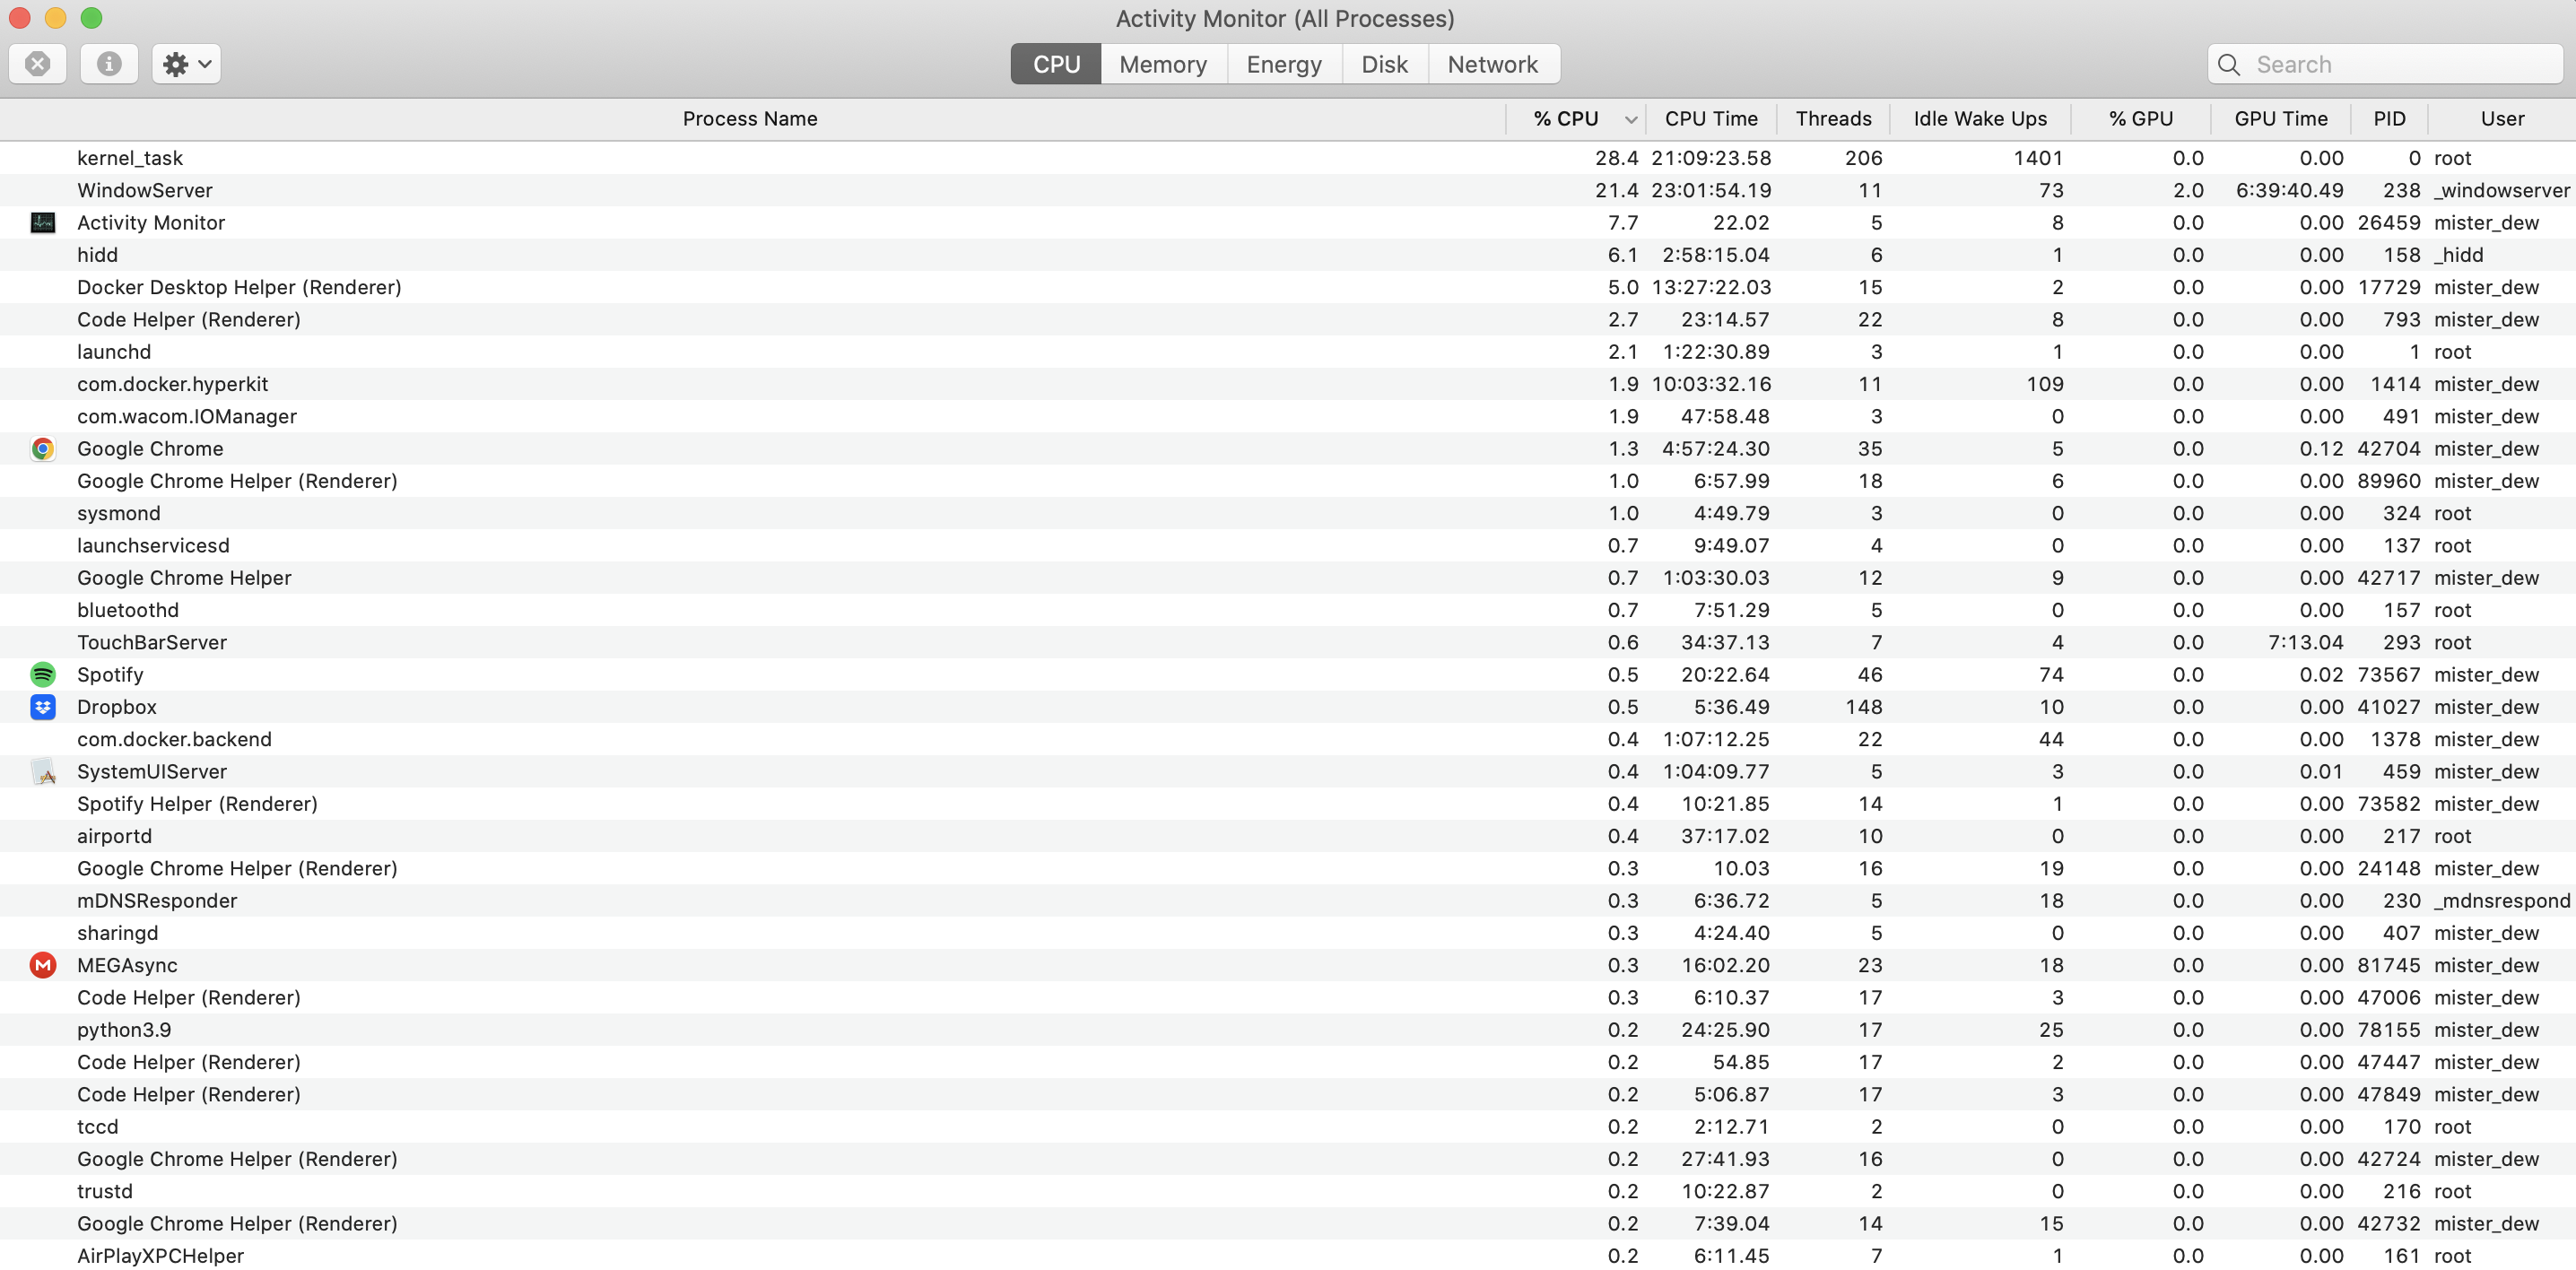 Activity Monitor (All Processes)
CPU Memory Energy Disk Network Search
Process Name % CPU CPU Time Threads Idle Wake Ups % GPU GPU Time PID User
kernel_task 28.4 21:09:23.58 206 1401 0.0 0.00 0 root
WindowServer 21.4 23:01:54.19 11 73 2.0 6:39:40.49 238 _windowserver
Activity Monitor 7.7 22.02 5 8 0.0 0.00 26459 mister_dew
hidd 6.1 2:58:15.04 6 1 0.0 0.00 158 _hidd
Docker Desktop Helper (Renderer) 5.0 13:27:22.03 15 2 0.0 0.00 17729 mister_dew
Code Helper (Renderer) 2.7 23:14.57 22 8 0.0 0.00 793 mister_dew
launchd 2.1 1:22:30.89 3 1 0.0 0.00 1 root
com.docker.hyperkit 1.9 10:03:32.16 11 109 0.0 0.00 1414 mister_dew
com.wacom.IOManager 1.9 47:58.48 3 0 0.0 0.00 491 mister_dew
Google Chrome 1.3 4:57:24.30 35 5 0.0 0.12 42704 mister_dew
Google Chrome Helper (Renderer) 1.0 6:57.99 18 6 0.0 0.00 89960 mister_dew
sysmond 1.0 4:49.79 3 0 0.0 0.00 324 root
launchservicesd 0.7 9:49.07 4 0 0.0 0.00 137 root
Google Chrome Helper 0.7 1:03:30.03 12 9 0.0 0.00 42717 mister_dew
bluetoothd 0.7 7:51.29 5 0 0.0 0.00 157 root
TouchBarServer 0.6 34:37.13 7 4 0.0 7:13.04 293 root
Spotify 0.5 20:22.64 46 74 0.0 0.02 73567 mister_dew
Dropbox 0.5 5:36.49 148 10 0.0 0.00 41027 mister_dew
com.docker.backend 0.4 1:07:12.25 22 44 0.0 0.00 1378 mister_dew
SystemUIServer 0.4 1:04:09.77 5 3 0.0 0.01 459 mister_dew
Spotify Helper (Renderer) 0.4 10:21.85 14 1 0.0 0.00 73582 mister_dew
airportd 0.4 37:17.02 10 0 0.0 0.00 217 root
Google Chrome Helper (Renderer) 0.3 10.03 16 19 0.0 0.00 24148 mister_dew
mDNSResponder 0.3 6:36.72 5 18 0.0 0.00 230 _mdnsrespond
sharingd 0.3 4:24.40 5 0 0.0 0.00 407 mister_dew
MEGAsync 0.3 16:02.20 23 18 0.0 0.00 81745 mister_dew
Code Helper (Renderer) 0.3 6:10.37 17 3 0.0 0.00 47006 mister_dew
python3.9 0.2 24:25.90 17 25 0.0 0.00 78155 mister_dew
Code Helper (Renderer) 0.2 54.85 17 2 0.0 0.00 47447 mister_dew
Code Helper (Renderer) 0.2 5:06.87 17 3 0.0 0.00 47849 mister_dew
tccd 0.2 2:12.71 2 0 0.0 0.00 170 root
Google Chrome Helper (Renderer) 0.2 27:41.93 16 0 0.0 0.00 42724 mister_dew
trustd 0.2 10:22.87 2 0 0.0 0.00 216 root
Google Chrome Helper (Renderer) 0.2 7:39.04 14 15 0.0 0.00 42732 mister_dew
AirPlayXPCHelper 0.2 6:11.45 7 1 0.0 0.00 161 root